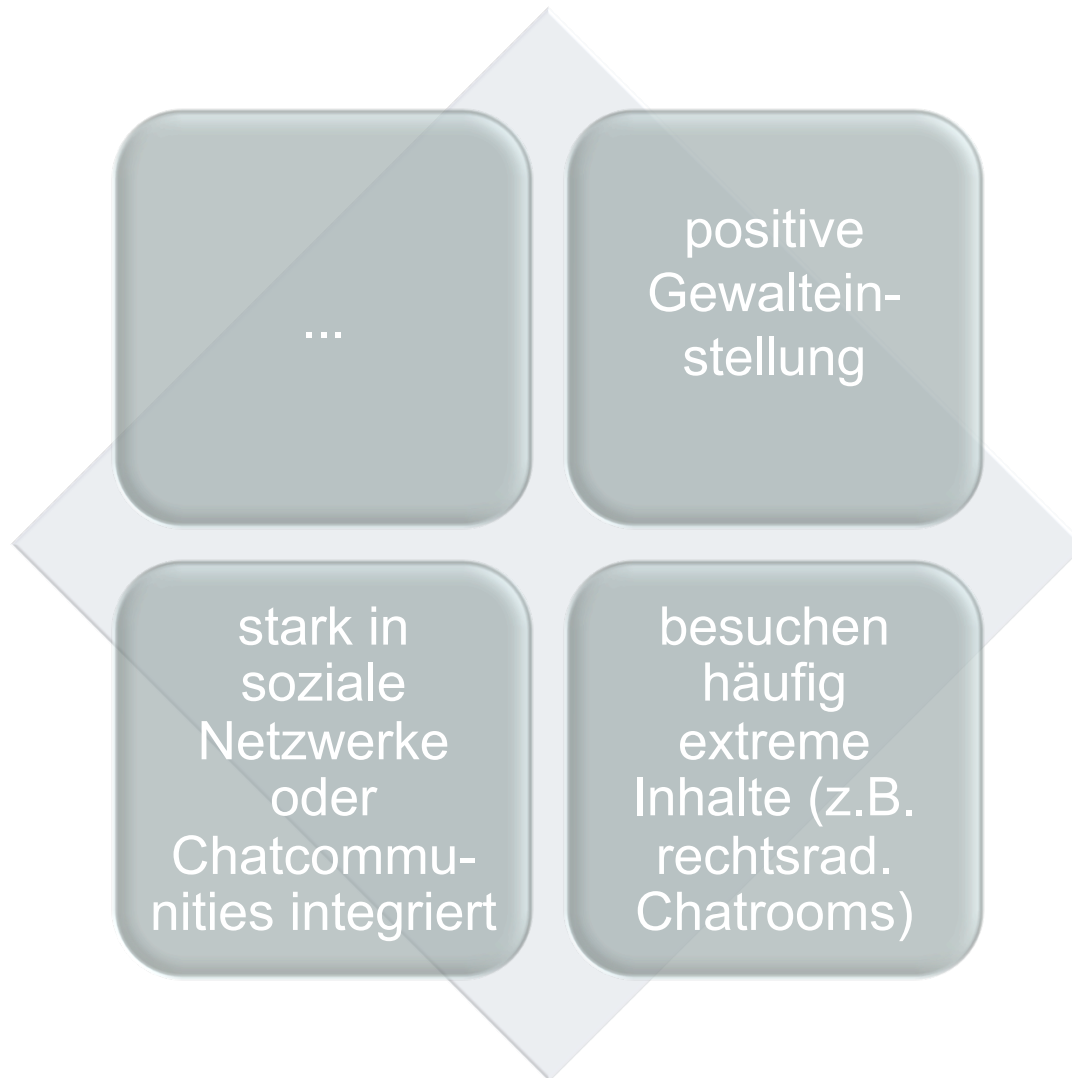 ...
positive
Gewaltein-
stellung
stark in
soziale
Netzwerke
oder
Chatcommu-
nities integriert
besuchen
häufig
extreme
Inhalte (z.B.
rechtsrad.
Chatrooms)